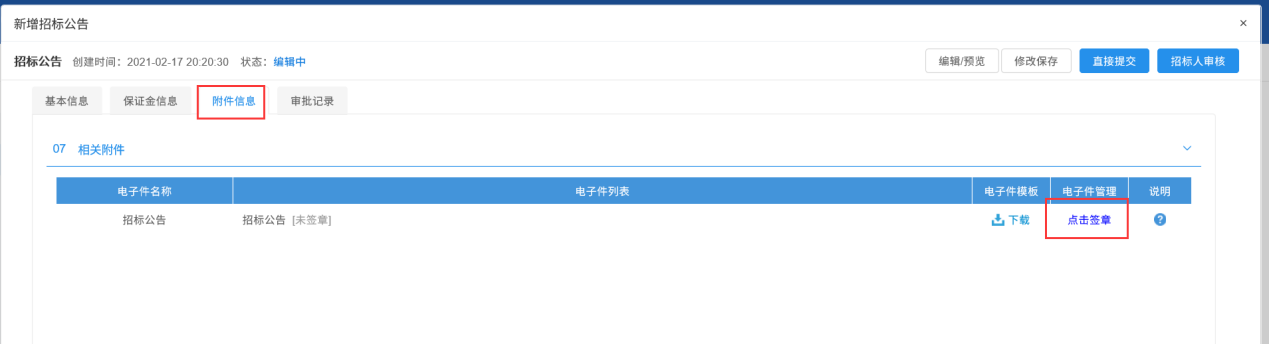 新增招标公告 ×
招标公告 创建时间：2021-02-17 20:20:30 状态：编辑中 编辑/预览 修改保存 直接提交 招标人审核
基本信息 保证金信息 附件信息 审批记录
07 相关附件
电子件名称 电子件列表 电子件模板 电子件管理 说明
招标公告 招标公告 [未签章] 下载 点击签章 ?